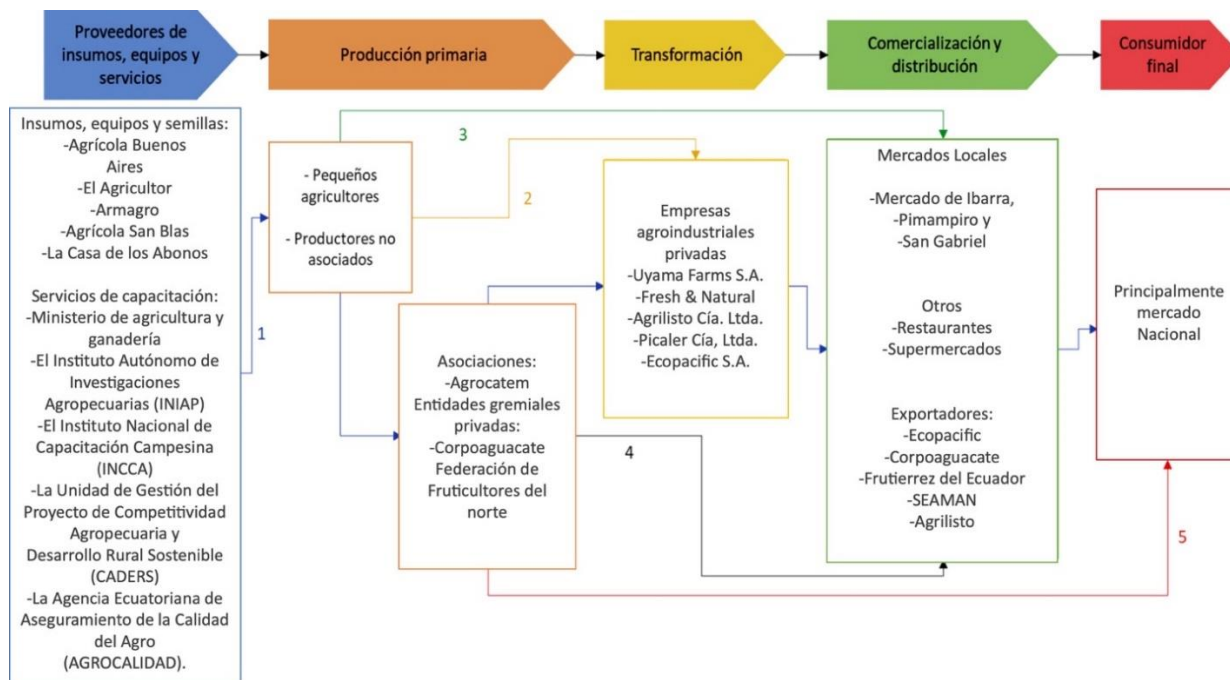 Proveedores de
insumos, equipos y
servicios
Producción primaria
Transformación
Comercialización y
distribución
Consumidor
final
Insumos, equipos y semillas:
-Agrícola Buenos
Aires
-El Agricultor
-Armagro
-Agrícola San Blas
-La Casa de los Abonos
Servicios de capacitación:
-Ministerio de agricultura y
ganadería
-El Instituto Autónomo de
Investigaciones
Agropecuarias (INIAP)
-El Instituto Nacional de
Capacitación Campesina
(INCCA)
-La Unidad de Gestión del
Proyecto de Competitividad
Agropecuaria y
Desarrollo Rural Sostenible
(CADERS)
-La Agencia Ecuatoriana de
Aseguramiento de la Calidad
del Agro
(AGROCALIDAD).
1
- Pequeños
agricultores
- Productores no
asociados
3
2
Asociaciones:
-Agrocatem
Entidades gremiales
privadas:
-Corpoaguacate
Federación de
Fruticultores del
norte
4
Empresas
agroindustriales
privadas
-Uyama Farms S.A.
-Fresh & Natural
-Agrilisto Cía. Ltda.
-Picaler Cía, Ltda.
-Ecopacific S.A.
Mercados Locales
-Mercado de Ibarra,
-Pimampiro y
-San Gabriel
Otros
-Restaurantes
-Supermercados
Exportadores:
-Ecopacific
-Corpoaguacate
-Frutierrez del Ecuador
-SEAMAN
-Agrilisto
5
Principalmente
mercado
Nacional